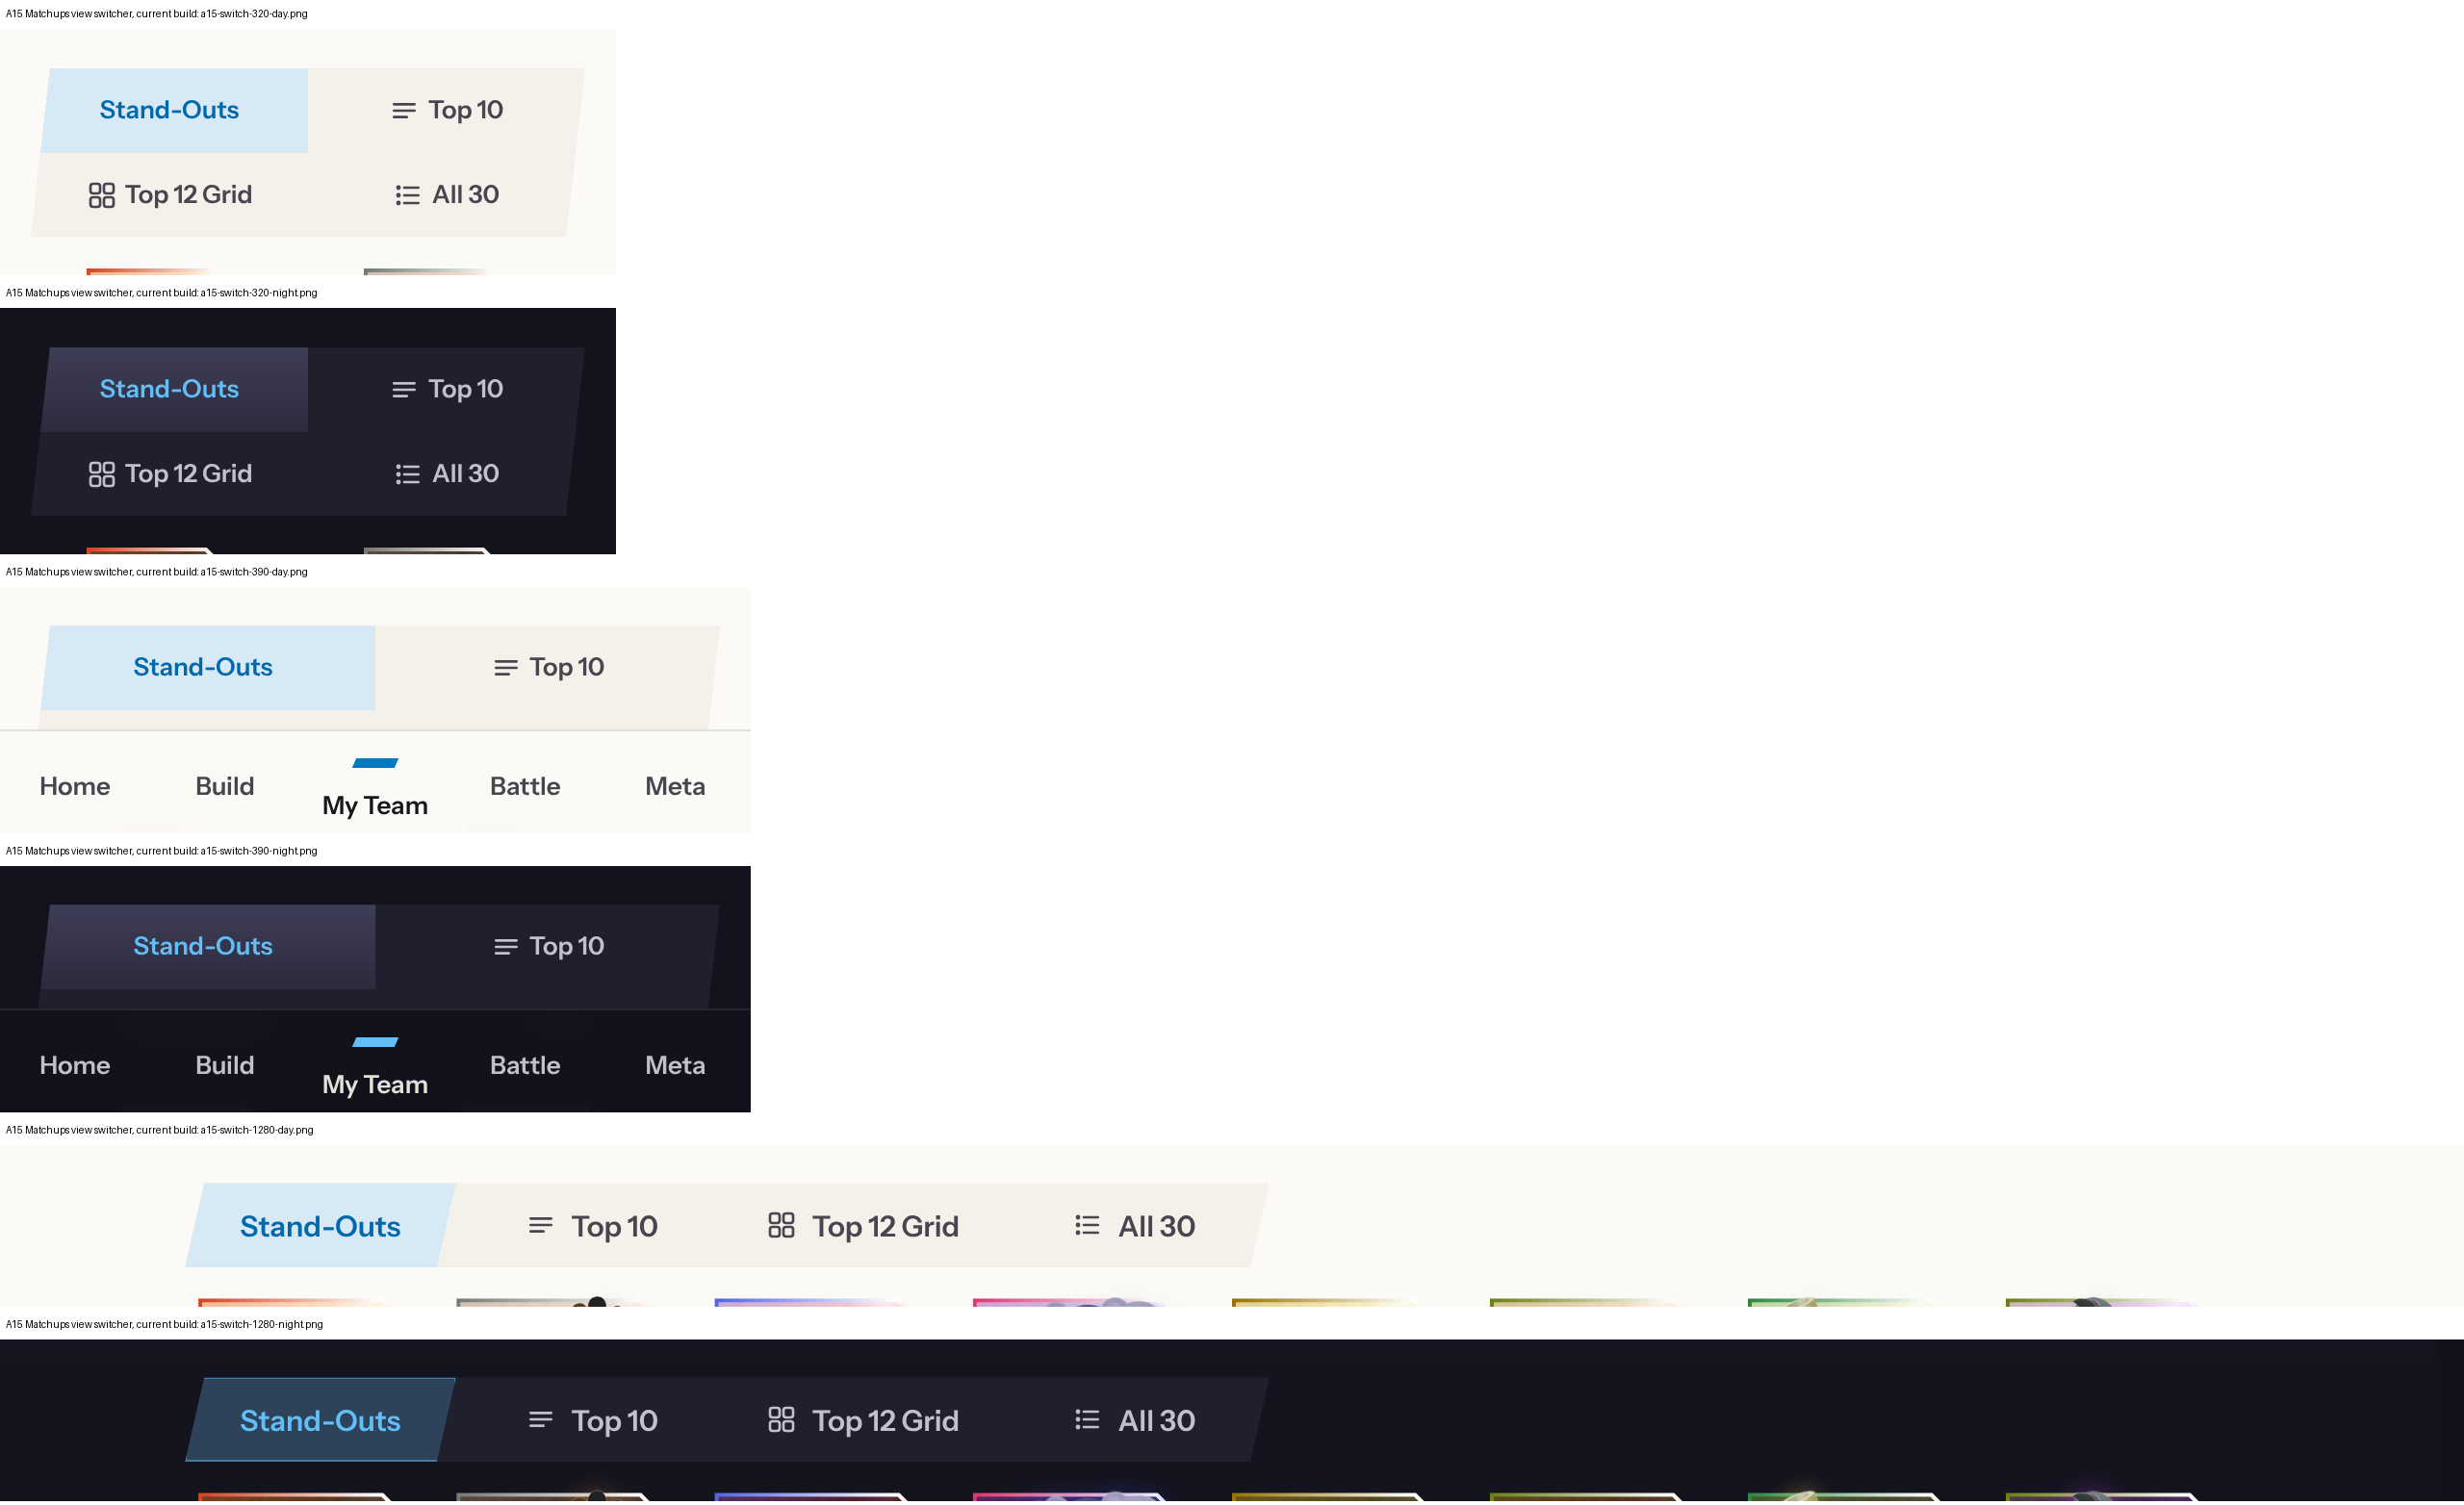 A15 Matchups view switcher, current build: a15-switch-320-day.png
Stand-Outs Top 10
Top 12 Grid All 30
A15 Matchups view switcher, current build: a15-switch-320-night.png
Stand-Outs Top 10
Top 12 Grid All 30
A15 Matchups view switcher, current build: a15-switch-390-day.png
Stand-Outs Top 10
Home Build My Team Battle Meta
A15 Matchups view switcher, current build: a15-switch-390-night.png
Stand-Outs Top 10
Home Build My Team Battle Meta
A15 Matchups view switcher, current build: a15-switch-1280-day.png
Stand-Outs Top 10 Top 12 Grid All 30
A15 Matchups view switcher, current build: a15-switch-1280-night.png
Stand-Outs Top 10 Top 12 Grid All 30